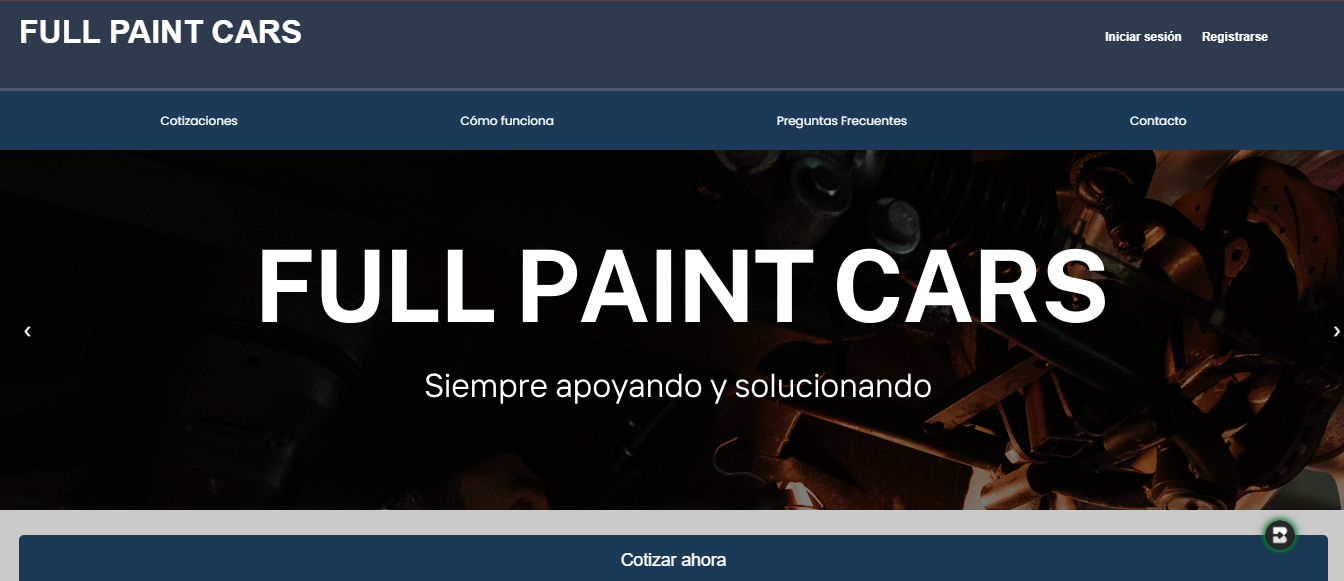 FULL PAINT CARS
Iniciar sesión Registrarse
Cotizaciones Cómo funciona Preguntas Frecuentes Contacto
FULL PAINT CARS
‹ ›
Siempre apoyando y solucionando
Cotizar ahora